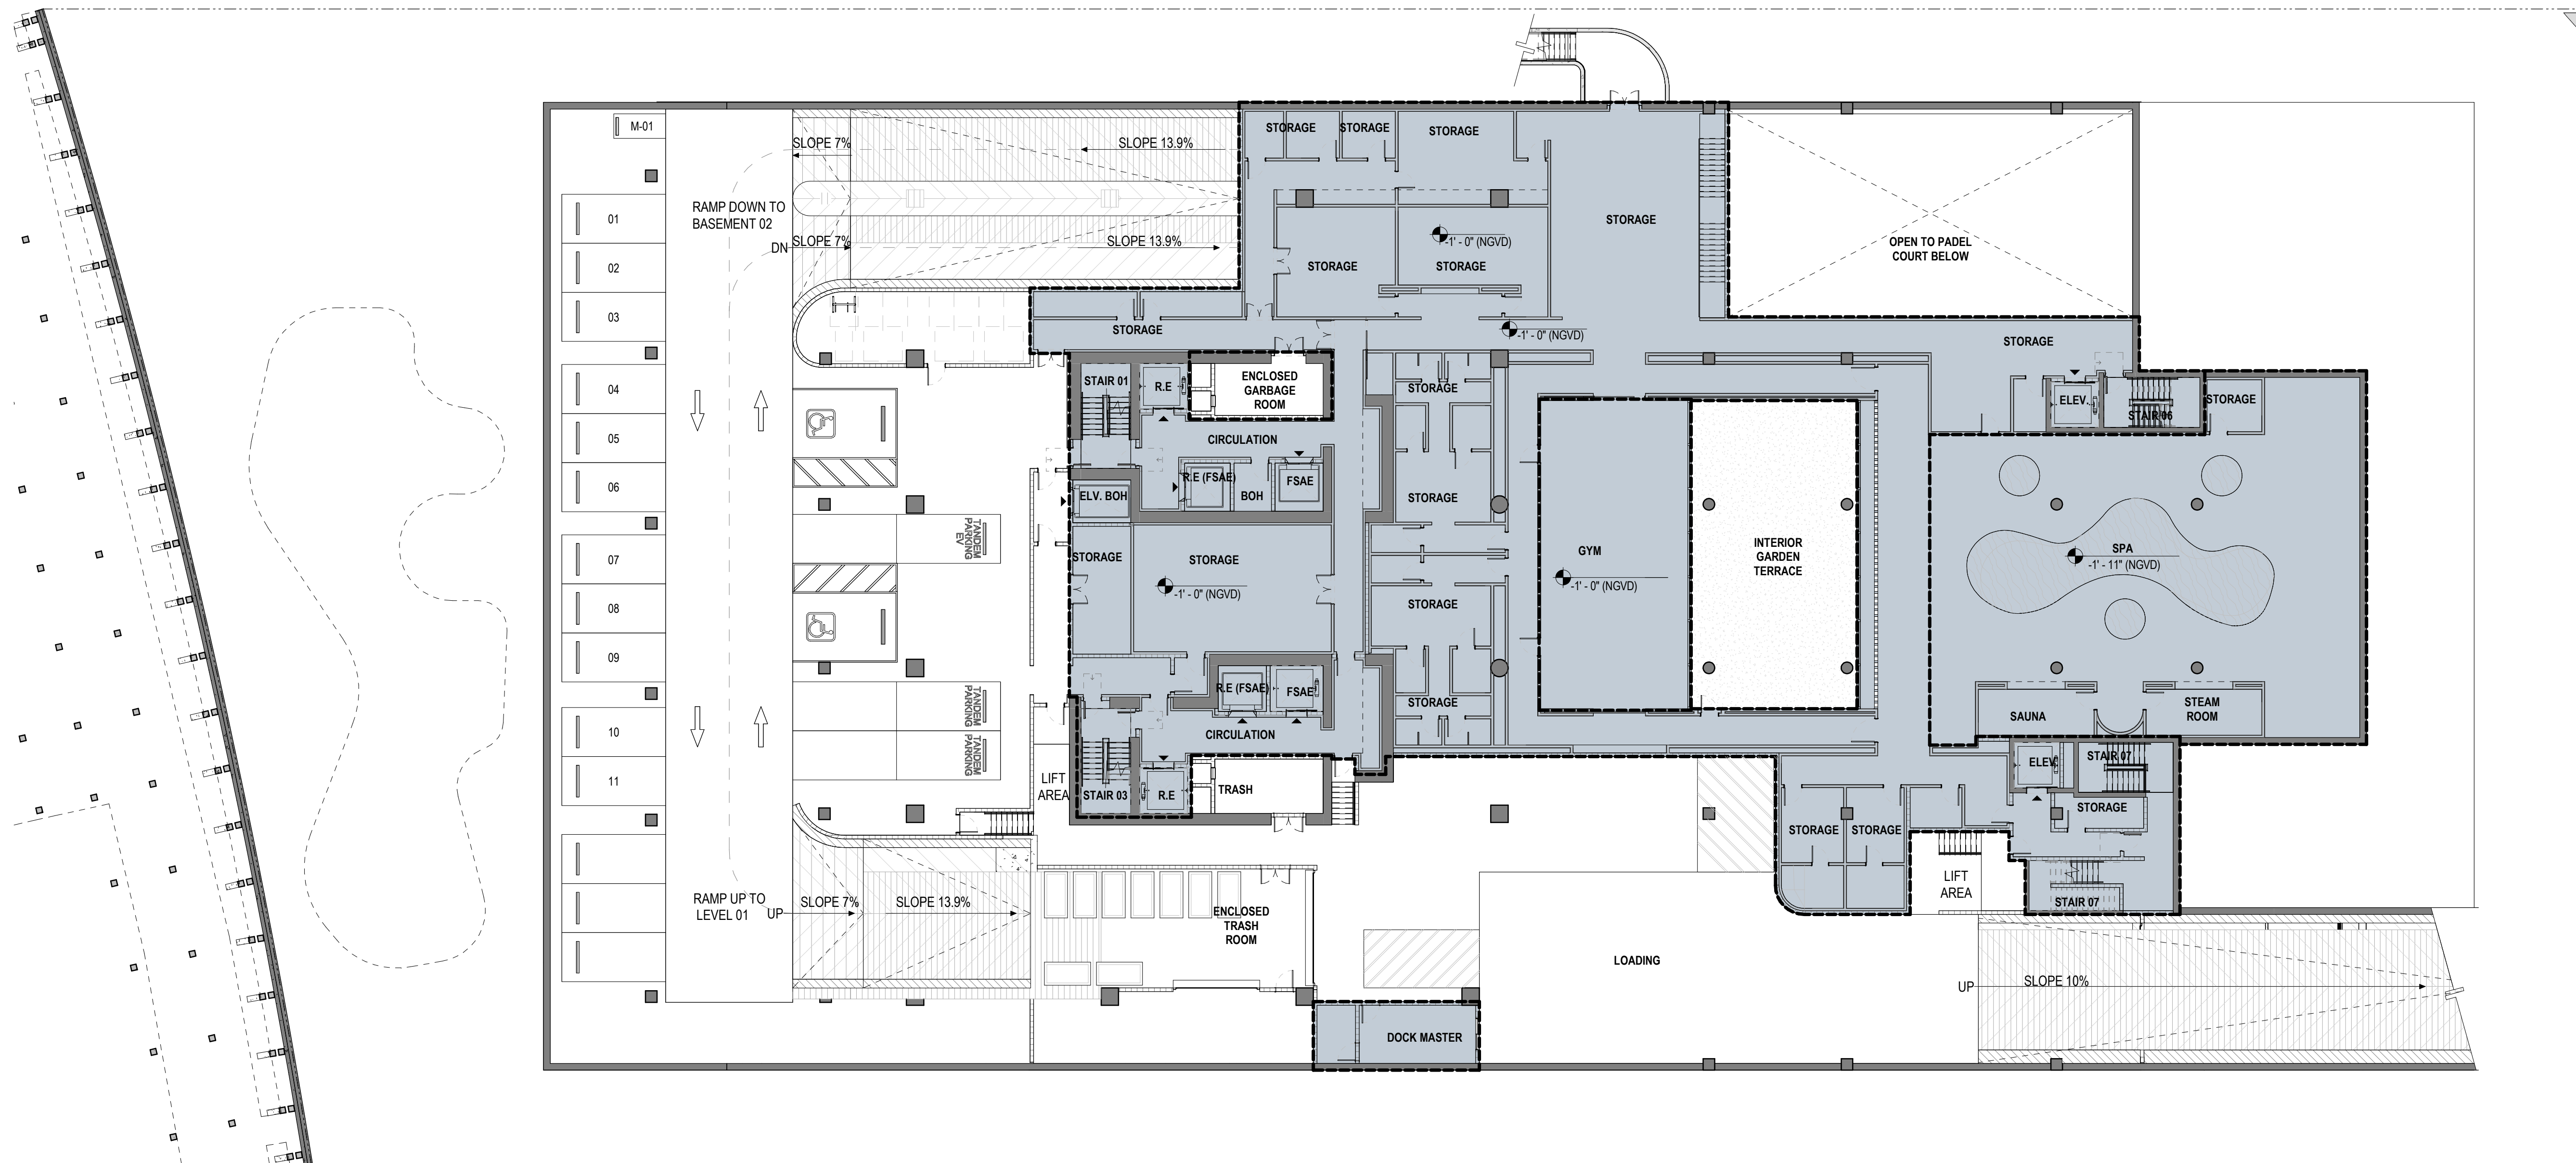 M-01
STORAGE
STORAGE
STORAGE
SLOPE 7%
SLOPE 13.9%
RAMP DOWN TO
BASEMENT 02
DN
SLOPE 7%
SLOPE 13.9%
01
02
03
STORAGE
-1' - 0" (NGVD)
STORAGE
STORAGE
OPEN TO PADEL
COURT BELOW
STORAGE
-1' - 0" (NGVD)
STORAGE
04
05
06
STAIR 01
R.E
ENCLOSED
GARBAGE
ROOM
STORAGE
ELEV.
STAIR 06
STORAGE
CIRCULATION
R.E (FSAE)
BOH
FSAE
ELV. BOH
STORAGE
TANDEM
PARKING
EV
07
08
09
STORAGE
STORAGE
-1' - 0" (NGVD)
GYM
-1' - 0" (NGVD)
INTERIOR
GARDEN
TERRACE
SPA
-1' - 11" (NGVD)
STORAGE
R.E (FSAE)
FSAE
STORAGE
SAUNA
STEAM
ROOM
TANDEM
PARKING
TANDEM
PARKING
10
11
CIRCULATION
LIFT
AREA
STAIR 03
R.E
TRASH
ELEV.
STAIR 07
STORAGE
STORAGE
STORAGE
LIFT
AREA
STAIR 07
RAMP UP TO
LEVEL 01
UP
SLOPE 7%
SLOPE 13.9%
ENCLOSED
TRASH
ROOM
LOADING
UP
SLOPE 10%
DOCK MASTER